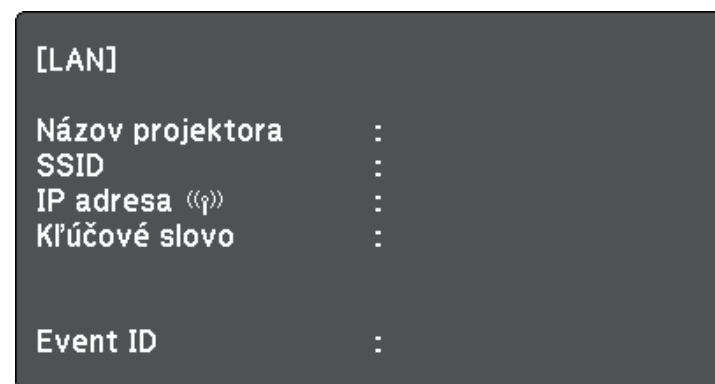 [LAN]
Názov projektora :
SSID :
IP adresa :
Kľúčové slovo :
Event ID :